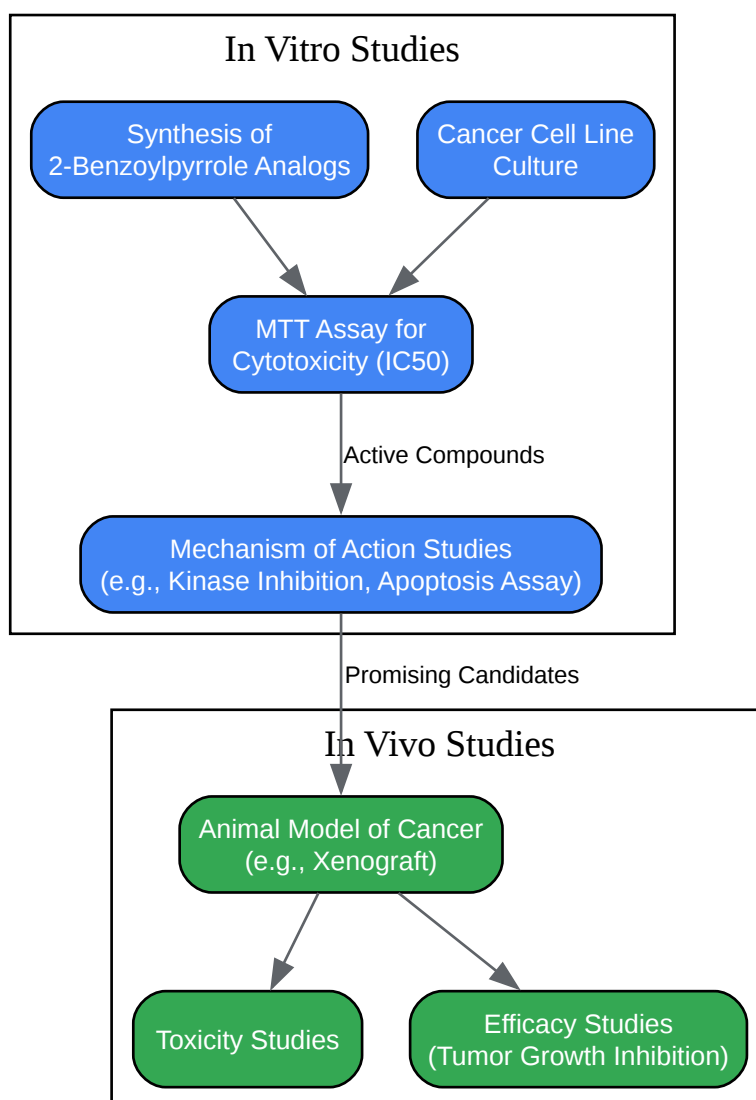 In Vitro Studies
Synthesis of
2-Benzoylpyrrole Analogs
Cancer Cell Line
Culture
MTT Assay for
Cytotoxicity (IC50)
Active Compounds
Mechanism of Action Studies
(e.g., Kinase Inhibition, Apoptosis Assay)
Promising Candidates
In Vivo Studies
Animal Model of Cancer
(e.g., Xenograft)
Toxicity Studies
Efficacy Studies
(Tumor Growth Inhibition)